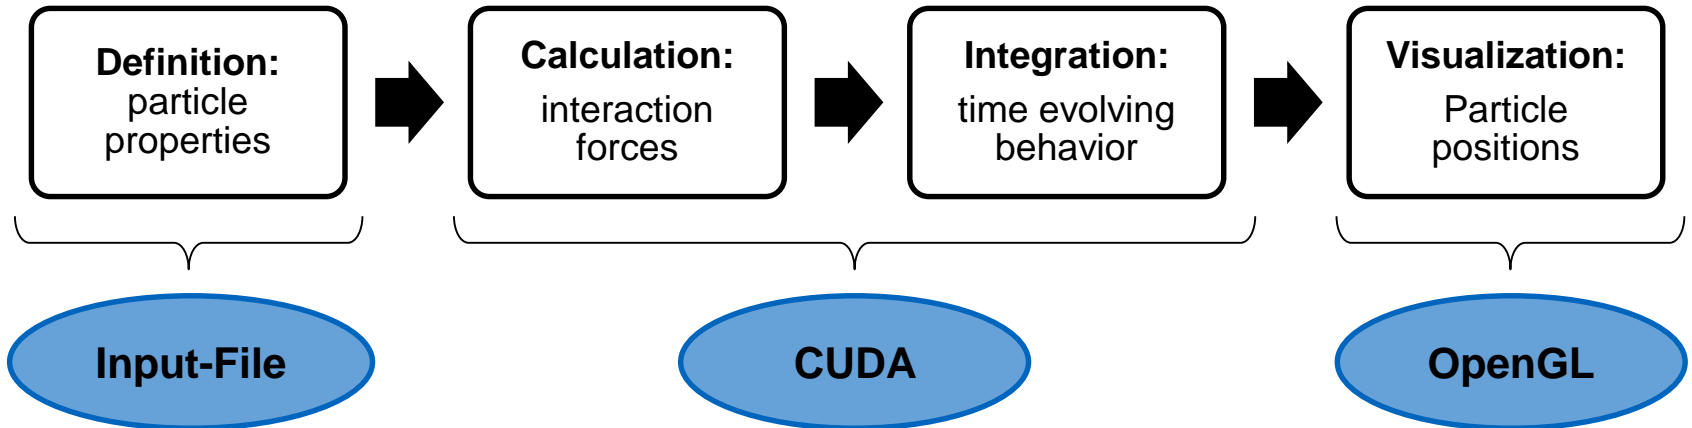 Definition:
particle
properties
Calculation:
interaction
forces
Integration:
time evolving
behavior
Visualization:
Particle
positions
Input-File
CUDA
OpenGL